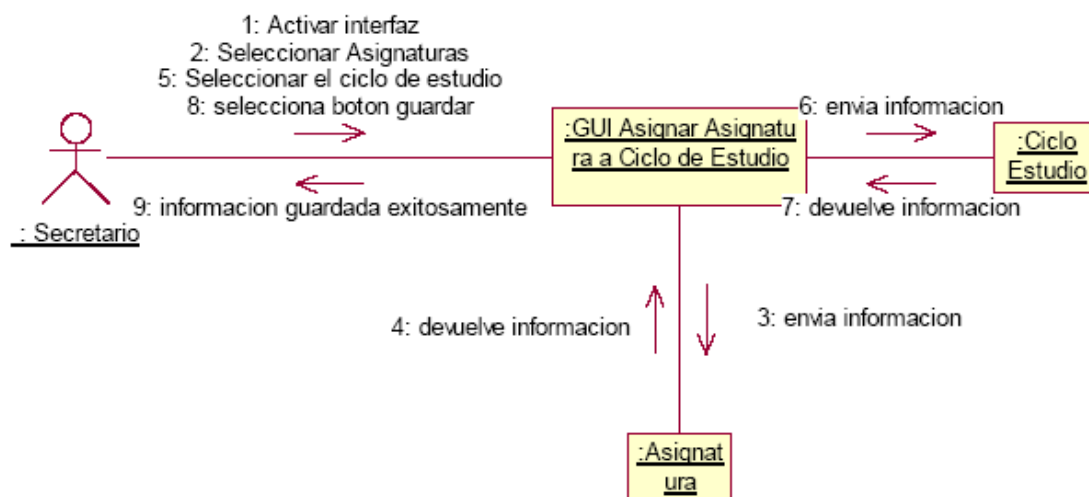 1: Activar interfaz
2: Seleccionar Asignaturas
5: Seleccionar el ciclo de estudio
8: selecciona boton guardar
:GUI Asignar Asignatu
ra a Ciclo de Estudio
6: envia informacion
:Ciclo
Estudio
9: informacion guardada exitosamente
7: devuelve informacion
: Secretario
4: devuelve informacion
3: envia informacion
:Asignat
ura